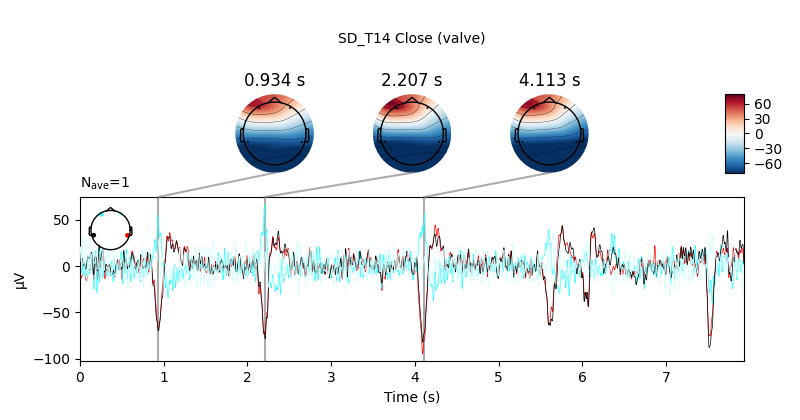 SD_T14 Close (valve)
0.934 s 2.207 s 4.113 s
60
30
0
−30
−60
Nave=1
50
0
−50
−100
µV
0 1 2 3 4 5 6 7
Time (s)